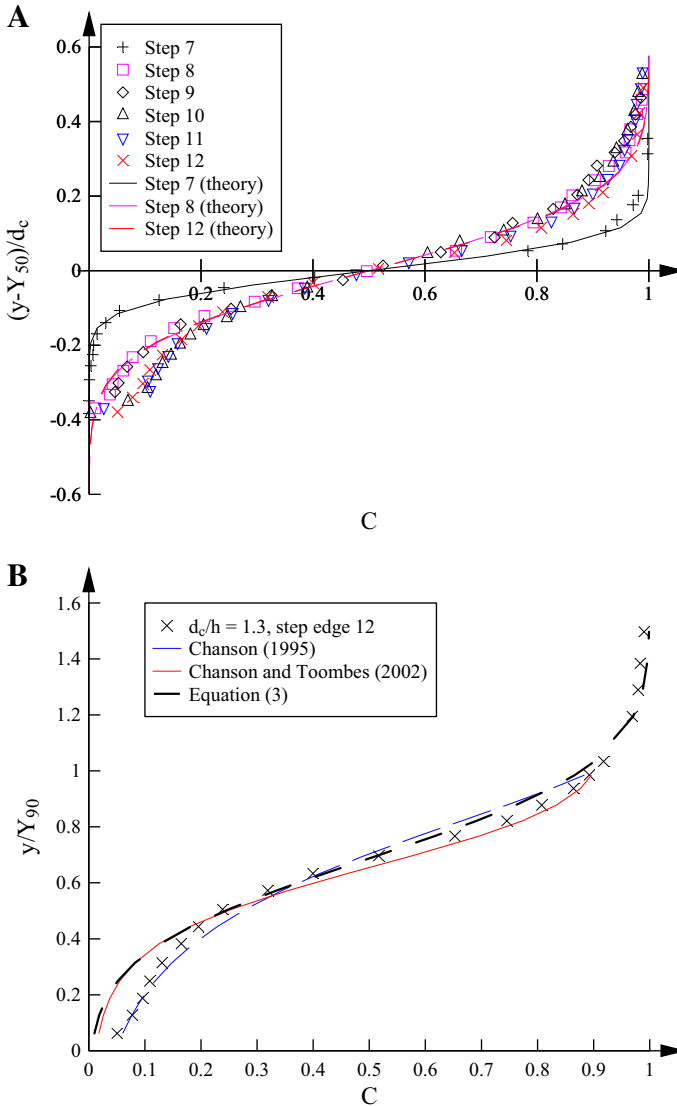 A
0.6
0.4
0.2
0
-0.2
-0.4
-0.6
(y-Y50)/dc
Step 7
Step 8
Step 9
Step 10
Step 11
Step 12
Step 7 (theory)
Step 8 (theory)
Step 12 (theory)
0.2
0.4
0.6
0.8
1
C
B
1.6
1.4
1.2
1
0.8
0.6
0.4
0.2
0
y/Y90
dc/h = 1.3, step edge 12
Chanson (1995)
Chanson and Toombes (2002)
Equation (3)
0
0.1
0.2
0.3
0.4
0.5
0.6
0.7
0.8
0.9
1
C